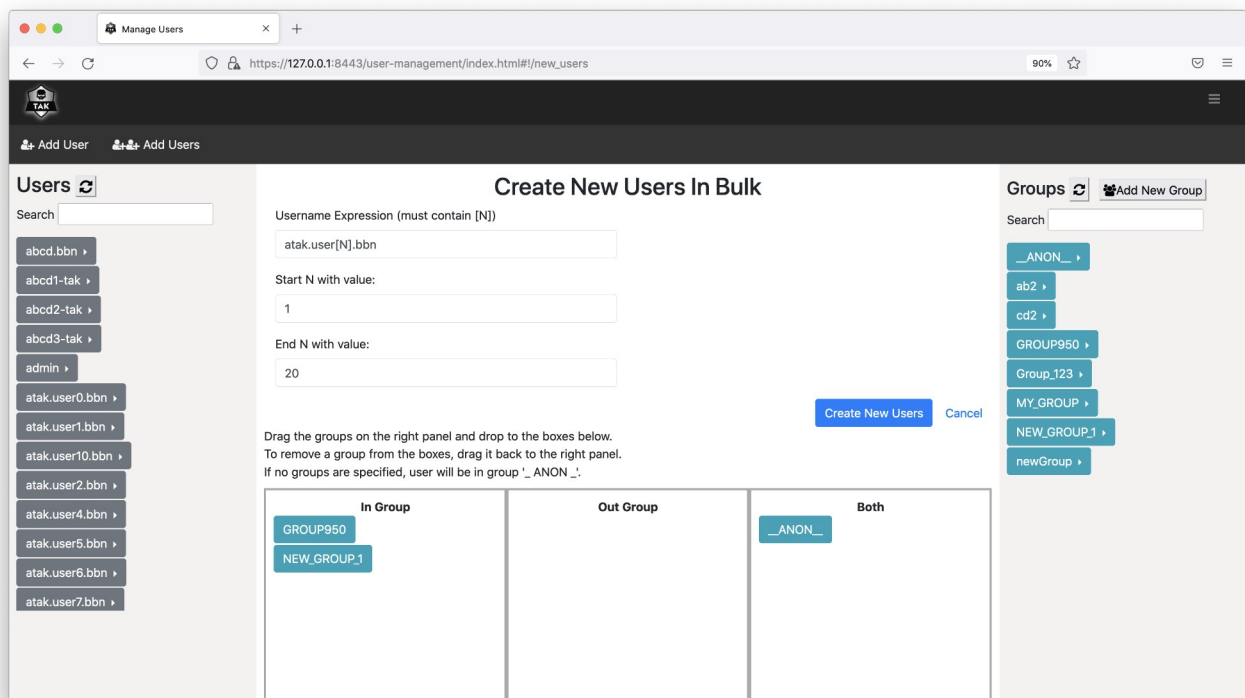 Manage Users
https://127.0.0.1:8443/user-management/index.html#!/new_users
90%
TAK
Add User
Add Users
Users
Search
abcd.bbn
abcd1-tak
abcd2-tak
abcd3-tak
admin
atak.user0.bbn
atak.user1.bbn
atak.user10.bbn
atak.user2.bbn
atak.user4.bbn
atak.user5.bbn
atak.user6.bbn
atak.user7.bbn
Create New Users In Bulk
Username Expression (must contain [N])
atak.user[N].bbn
Start N with value:
1
End N with value:
20
Create New Users
Cancel
Drag the groups on the right panel and drop to the boxes below.
To remove a group from the boxes, drag it back to the right panel.
If no groups are specified, user will be in group '_ ANON _'.
In Group
GROUP950
NEW_GROUP_1
Out Group
Both
__ANON__
Groups
Add New Group
Search
__ANON__
ab2
cd2
GROUP950
Group_123
MY_GROUP
NEW_GROUP_1
newGroup